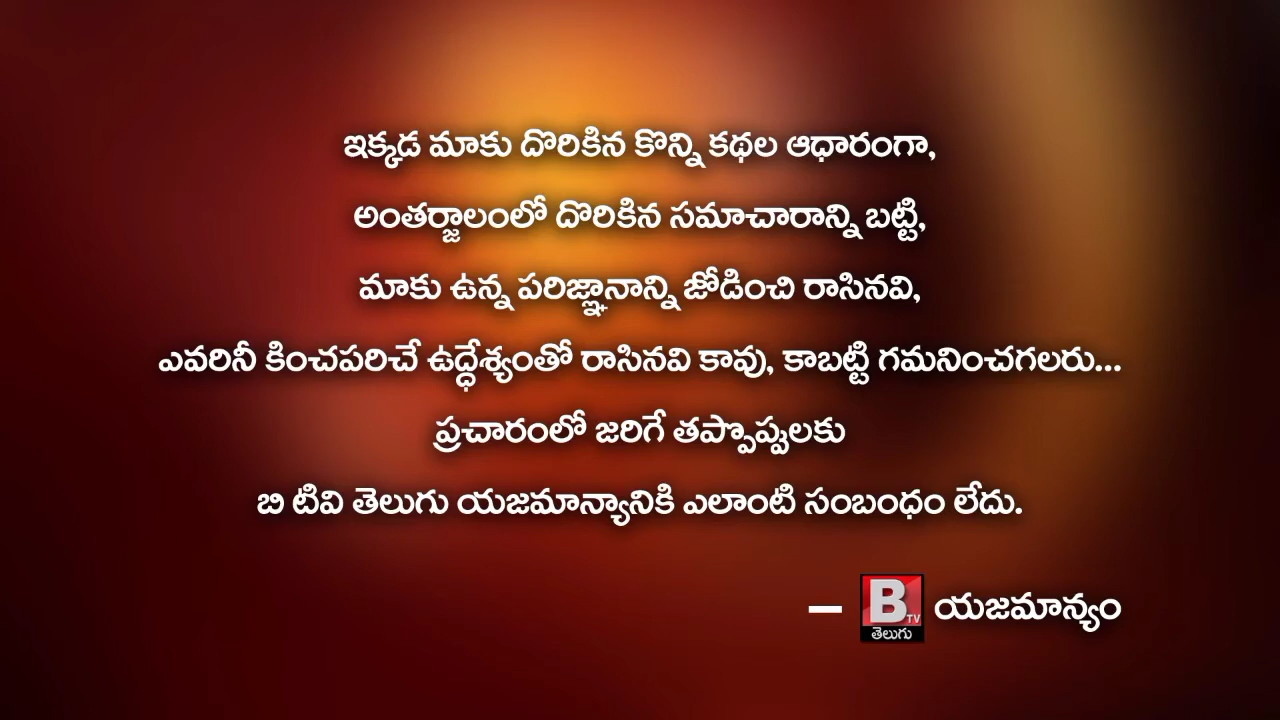 ఇక్కడ మాకు దొరికిన కొన్ని కథల ఆధారంగా,
అంతర్జాలంలో దొరికిన సమాచారాన్ని బట్టి,
మాకు ఉన్న పరిజ్ఞానాన్ని జోడించి రాసినవి,
ఎవరినీ కించపరిచే ఉద్ధేశ్యంతో రాసినవి కావు, కాబట్టి గమనించగలరు...
ప్రచారంలో జరిగే తప్పొప్పులకు
బి టివి తెలుగు యజమాన్యానికి ఎలాంటి సంబంధం లేదు.
– B TV తెలుగు యజమాన్యం